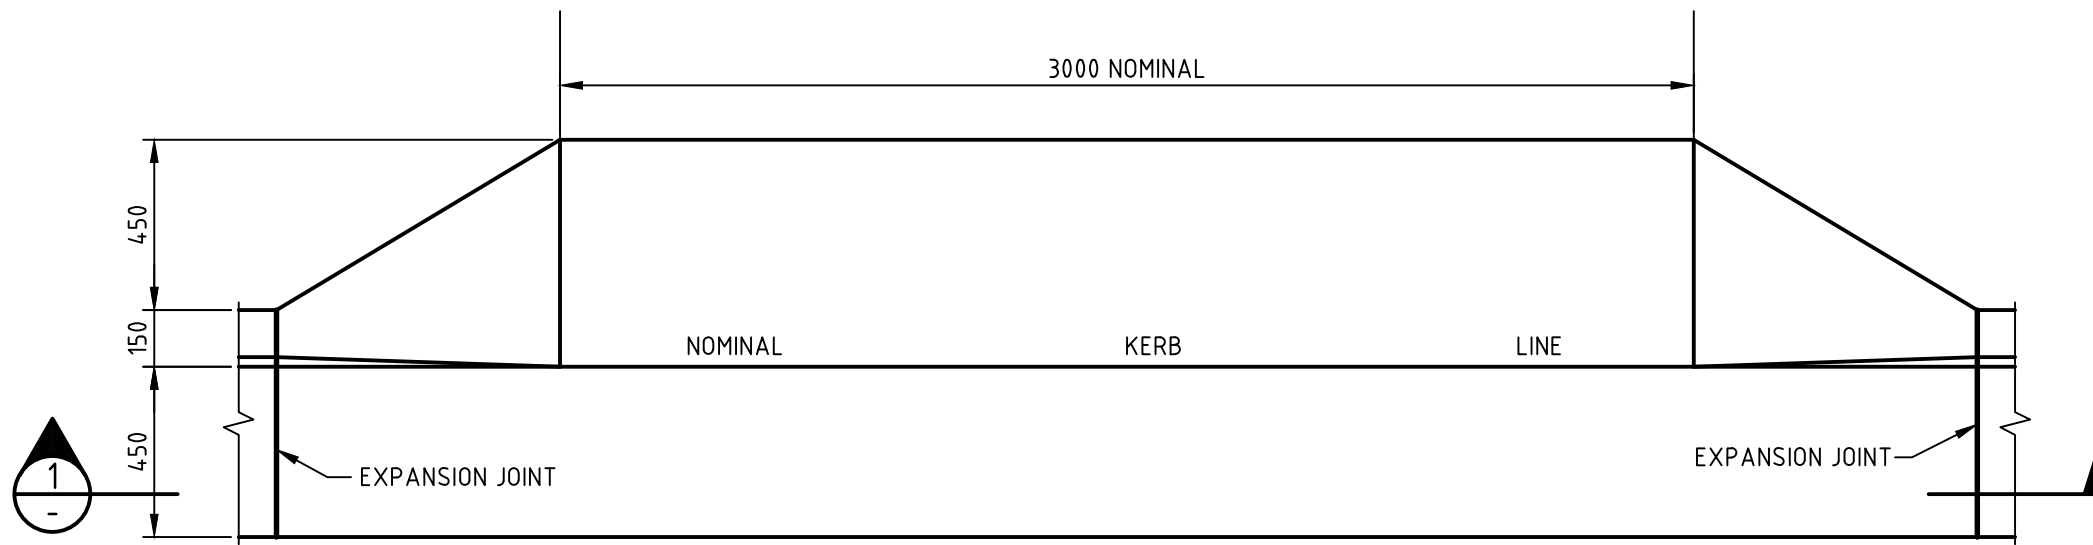 3000 NOMINAL
450
150
NOMINAL KERB LINE
450
EXPANSION JOINT
EXPANSION JOINT
1
-